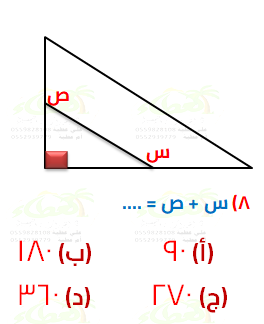 ص
س
٨) س + ص = ....
(أ) ٩٠ (ب) ١٨٠
(ج) ٢٧٠ (د) ٣٦٠